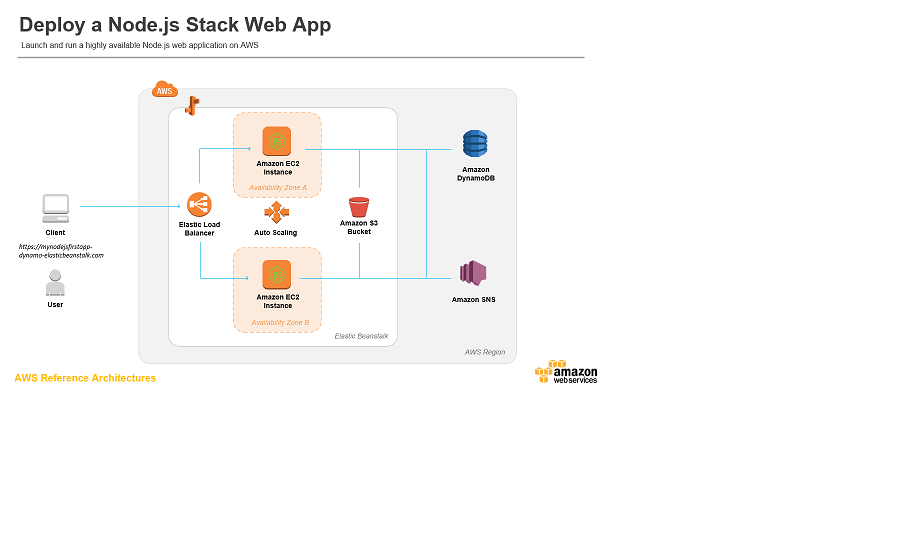 Deploy a Node.js Stack Web App
Launch and run a highly available Node.js web application on AWS
AWS
Amazon EC2
Instance
Availability Zone A
Amazon
DynamoDB
Elastic Load
Balancer
Auto Scaling
Amazon S3
Bucket
Client
https://mynodejsfirstapp-
dynamo-elasticbeanstalk.com
User
Amazon EC2
Instance
Availability Zone B
Amazon SNS
Elastic Beanstalk
AWS Region
AWS Reference Architectures
amazon
webservices